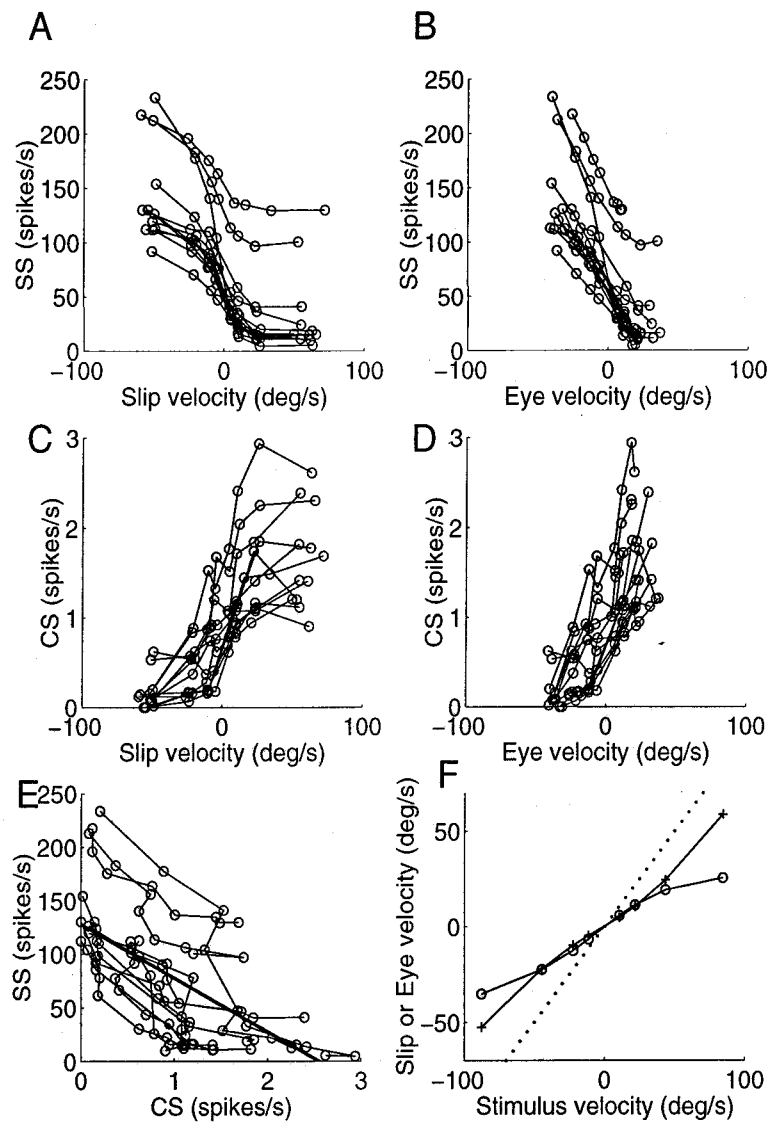 A
B
250
200
150
100
50
0
SS (spikes/s)
−100
0
100
Slip velocity (deg/s)
250
200
150
100
50
0
SS (spikes/s)
−100
0
100
Eye velocity (deg/s)
C
D
3
2
1
0
CS (spikes/s)
−100
0
100
Slip velocity (deg/s)
3
2
1
0
CS (spikes/s)
−100
0
100
Eye velocity (deg/s)
E
F
250
200
150
100
50
0
SS (spikes/s)
0
1
2
3
CS (spikes/s)
50
0
−50
Slip or Eye velocity (deg/s)
−100
0
100
Stimulus velocity (deg/s)